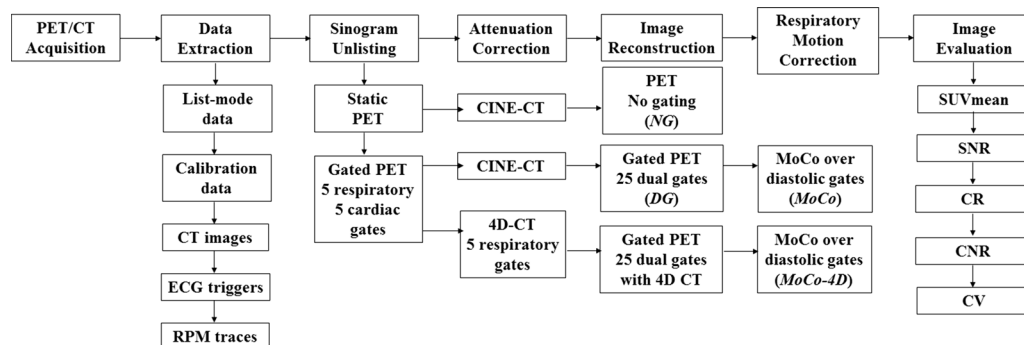 PET/CT
Acquisition
Data
Extraction
Sinogram
Unlisting
Attenuation
Correction
Image
Reconstruction
Respiratory
Motion
Correction
Image
Evaluation
List-mode
data
Calibration
data
CT images
ECG triggers
RPM traces
Static
PET
Gated PET
5 respiratory
5 cardiac
gates
CINE-CT
CINE-CT
4D-CT
5 respiratory
gates
PET
No gating
(NG)
Gated PET
25 dual gates
(DG)
Gated PET
25 dual gates
with 4D CT
MoCo over
diastolic gates
(MoCo)
MoCo over
diastolic gates
(MoCo-4D)
SUVmean
SNR
CR
CNR
CV